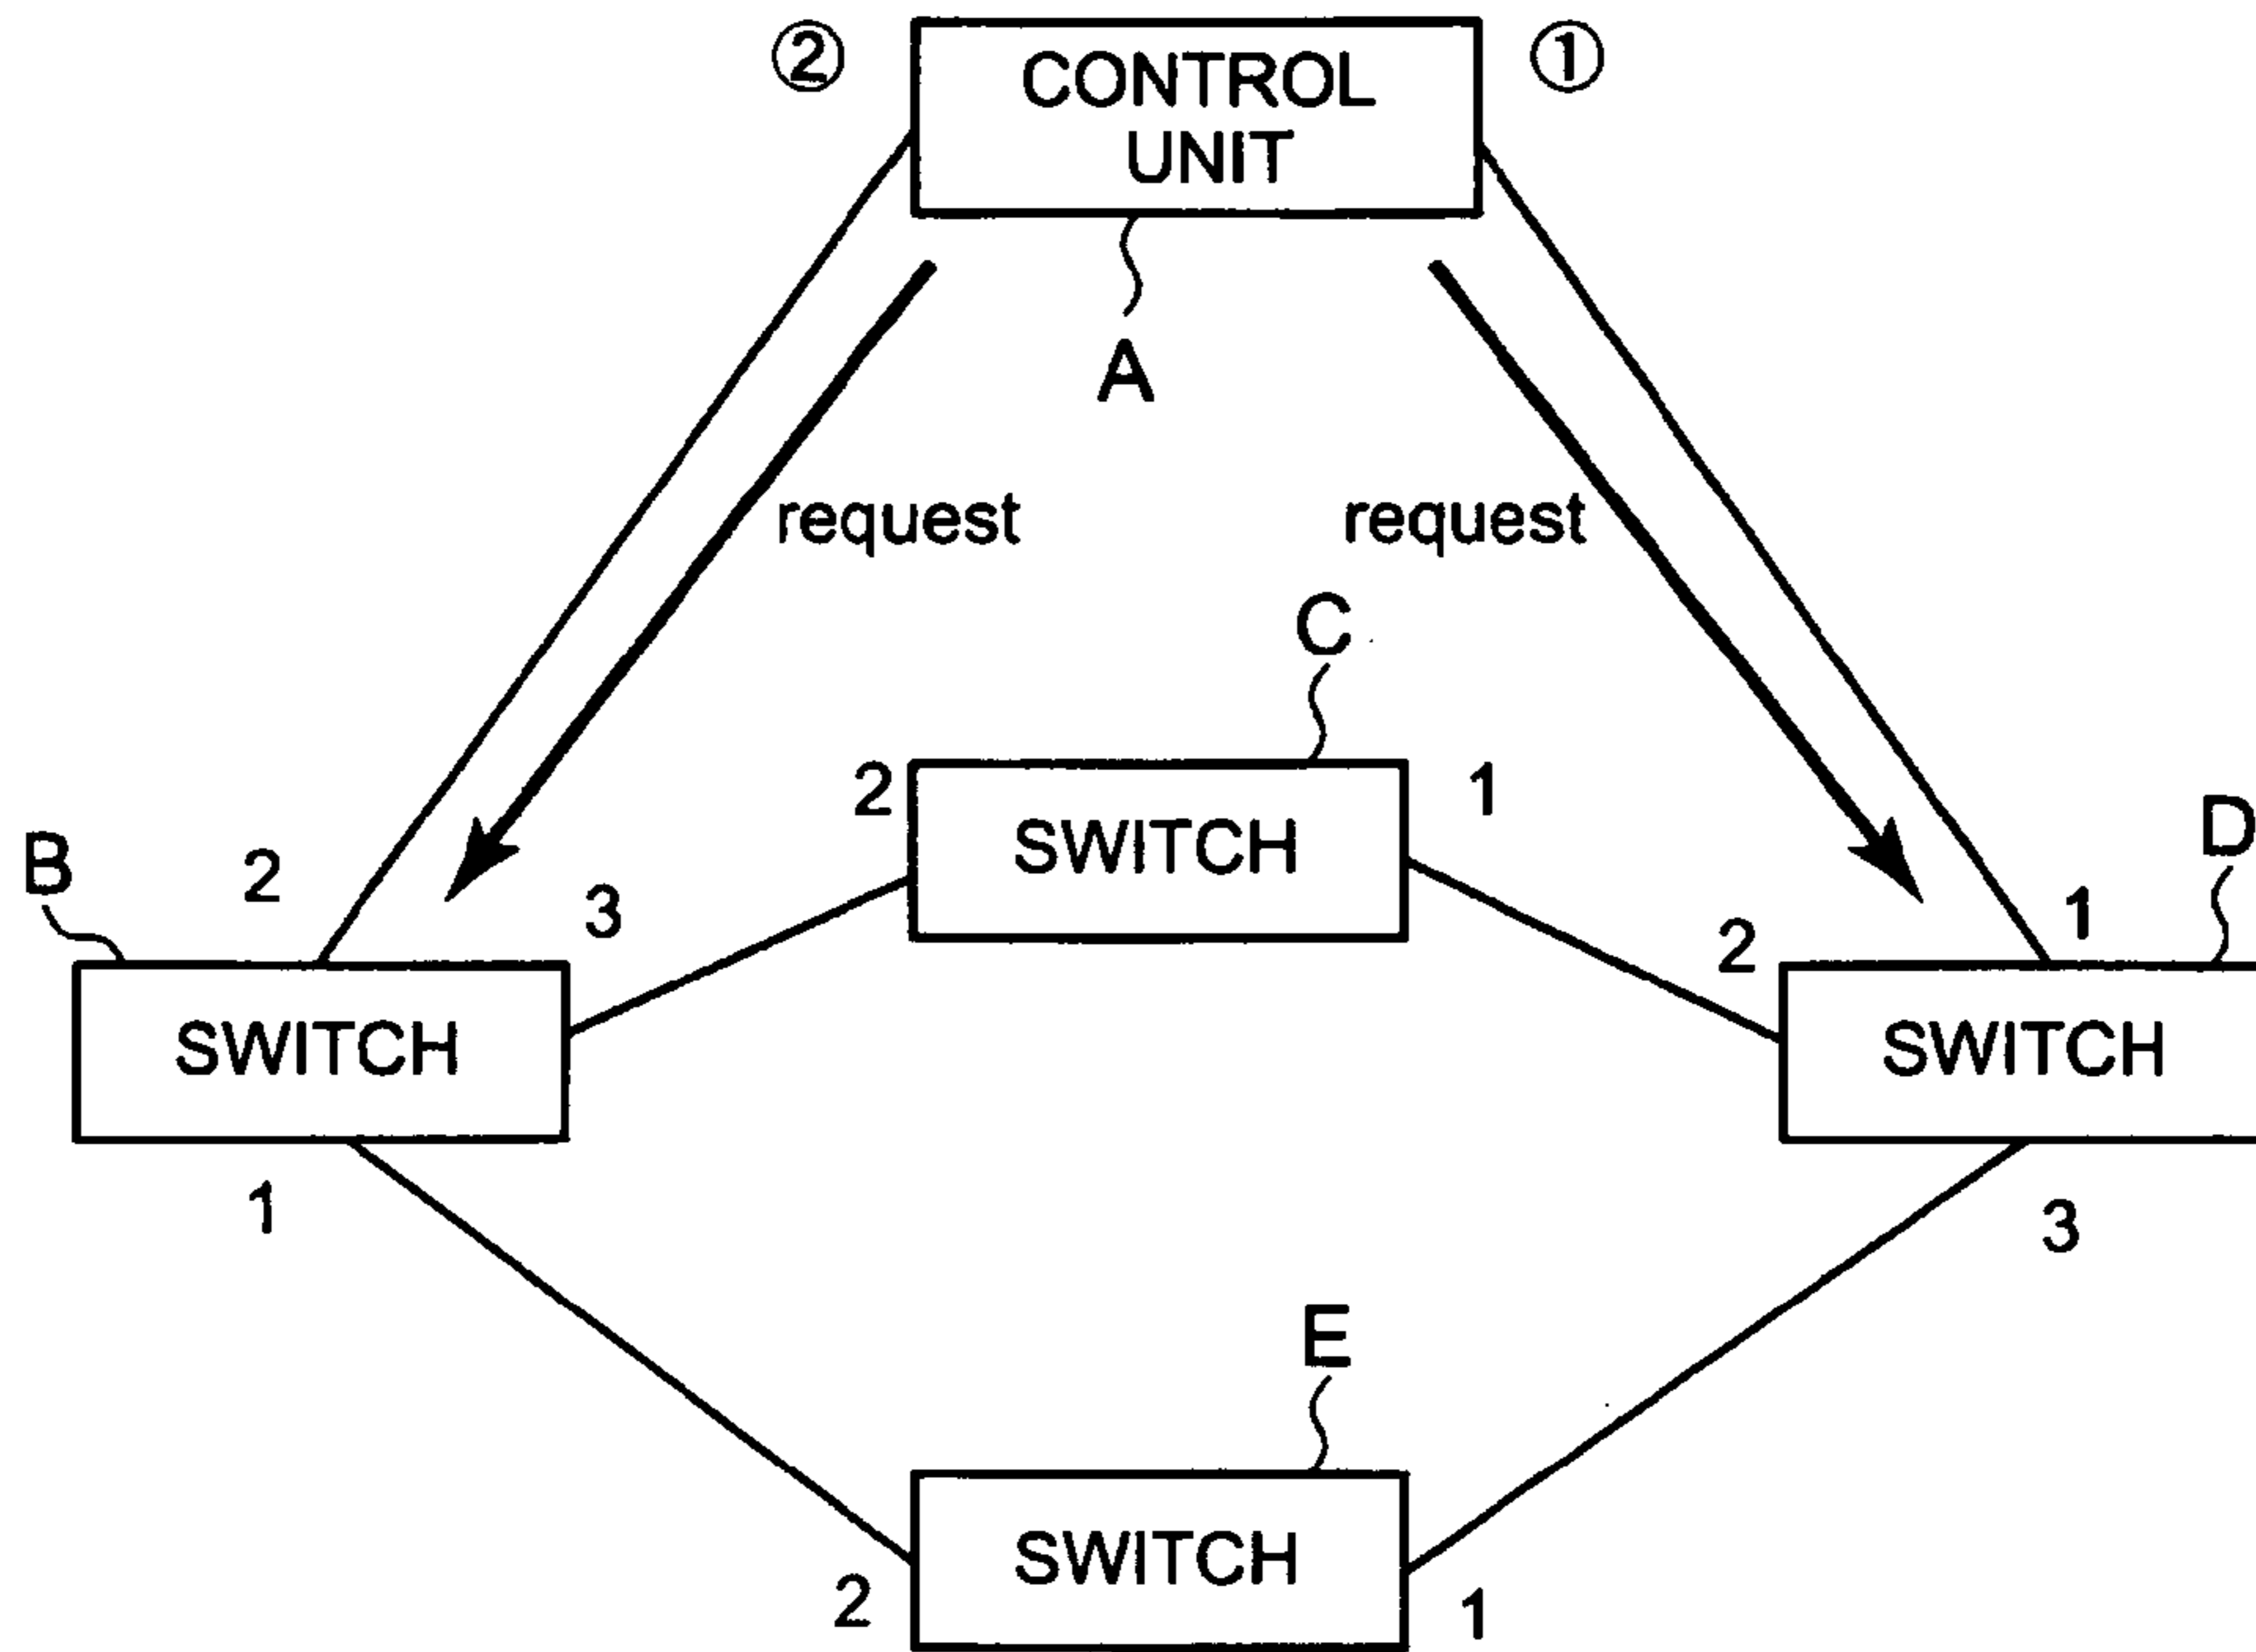 ② CONTROL UNIT ①
A
request request
C
2 SWITCH 1
B 2 3
2 1 D
SWITCH
SWITCH
1
3
E
SWITCH
2 1